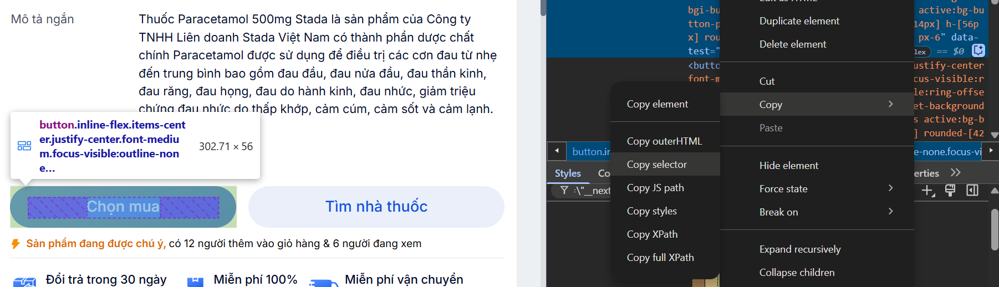 Mô tả ngắn
Thuốc Paracetamol 500mg Stada là sản phẩm của Công ty
TNHH Liên doanh Stada Việt Nam có thành phần dược chất
chính Paracetamol được sử dụng để điều trị các cơn đau từ nhẹ
đến trung bình bao gồm đau đầu, đau nửa đầu, đau thần kinh,
đau răng, đau họng, đau do hành kinh, đau nhức, giảm triệu
chứng đau nhức do thấp khớp, cảm cúm, cảm sốt và cảm lạnh.
button.inline-flex.items-cent
er.justify-center.font-mediu
m.focus-visible:outline-non
e...
302.71 × 56
Chọn mua
Tìm nhà thuốc
Sản phẩm đang được chú ý, có 12 người thêm vào giỏ hàng & 6 người đang xem
Đổi trả trong 30 ngày
Miễn phí 100%
Miễn phí vận chuyển
bgi-bu
active:bg-bu
tton-p
14px] h-[56p
x] rou
px-6" data-
test="
lex
== $0
<butto
justify-center
font-m
cus-visible:r
le:ring-offse
et-background
s active:bg-b
] rounded-[42
Duplicate element
Delete element
Cut
Copy
Paste
Hide element
Force state
Break on
Expand recursively
Collapse children
Copy element
Copy outerHTML
Copy selector
Copy JS path
Copy styles
Copy XPath
Copy full XPath
button.in
e-none.focus-vi
Styles
Co
erties
:\"__next